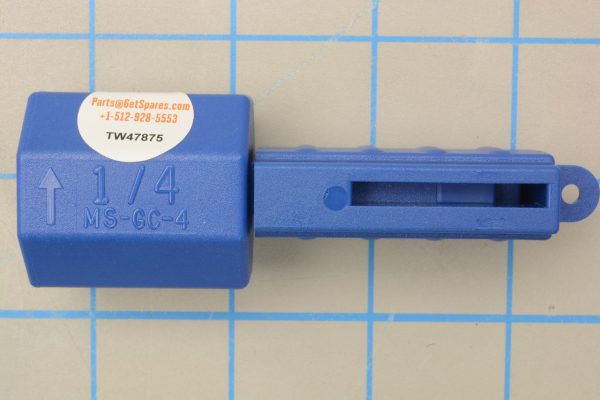 Parts@GetSpares.com
+1-512-928-5553
TW47875
1/4
MS-GC-4